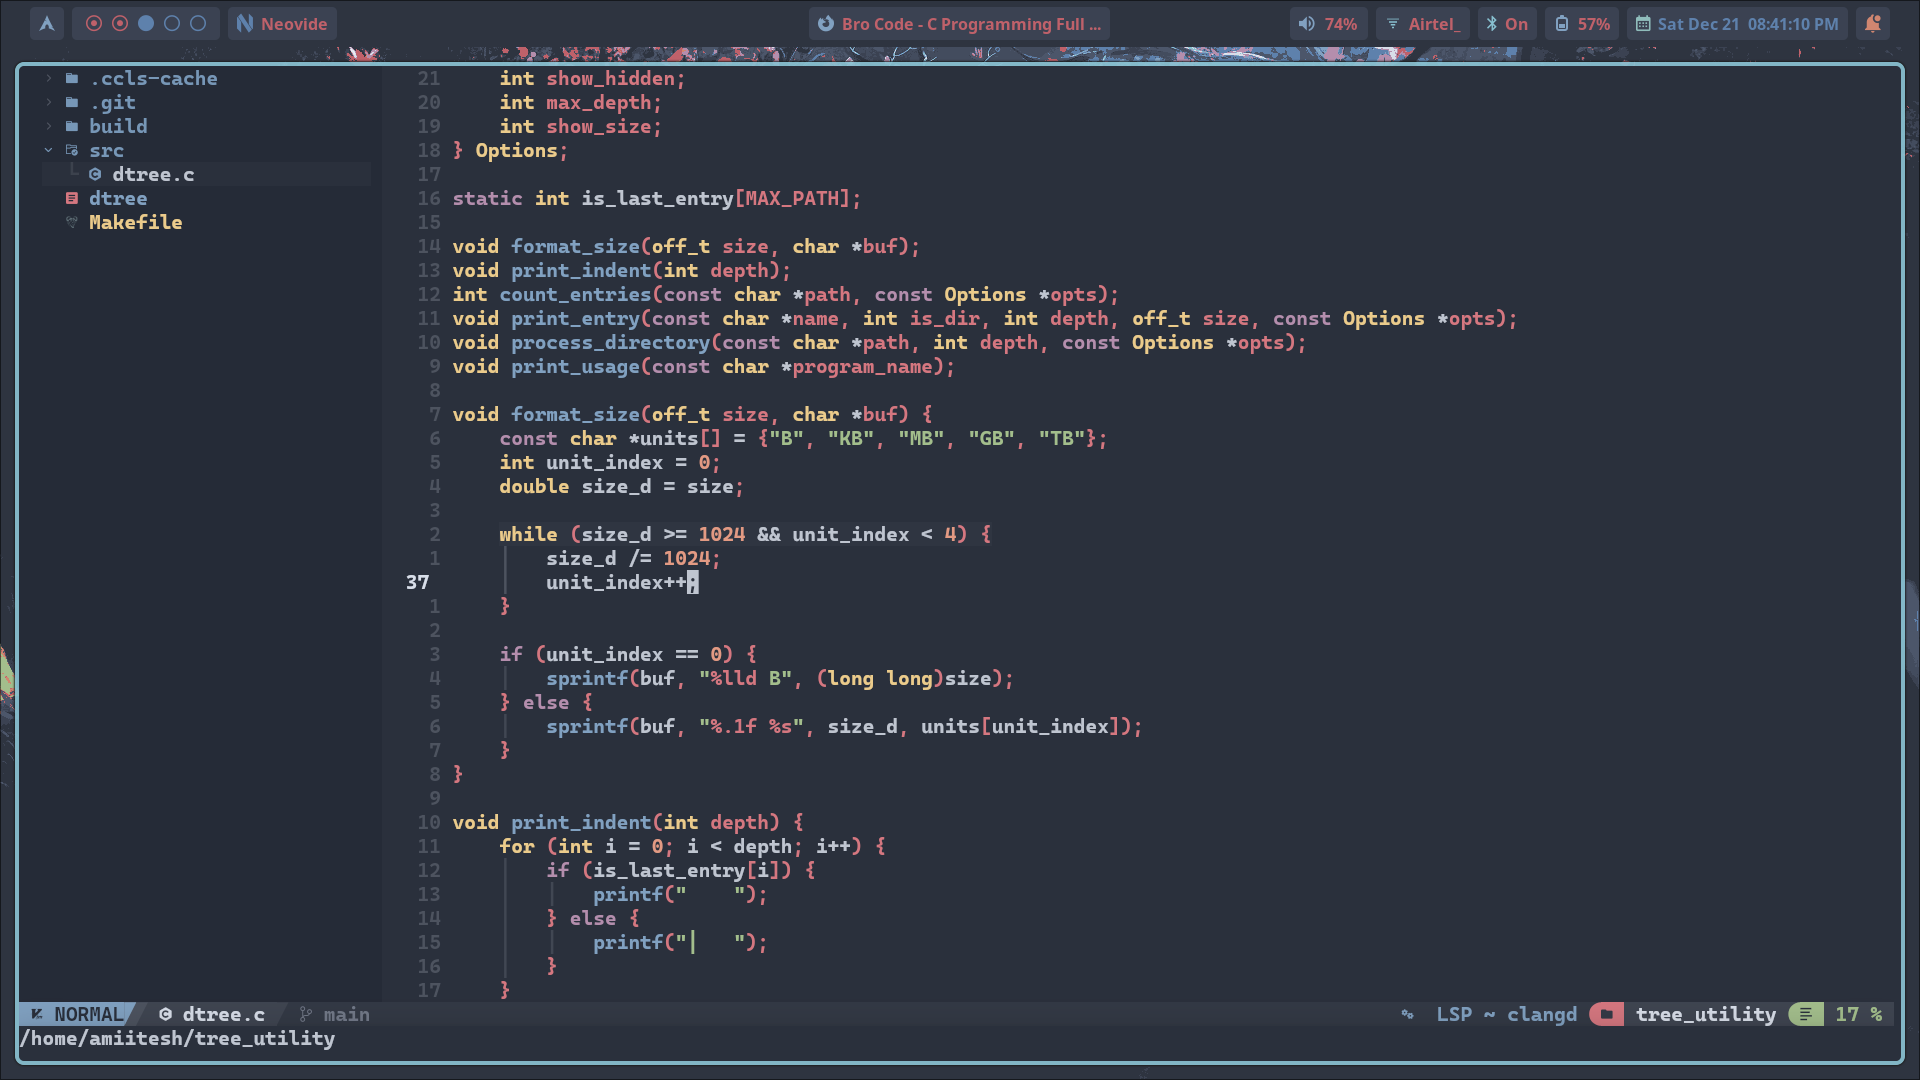 Neovide
Bro Code - C Programming Full ...
74%
Airtel_
On
57%
Sat Dec 21 08:41:10 PM
.ccls-cache
.git
build
src
dtree.c
dtree
Makefile
21     int show_hidden;
20     int max_depth;
19     int show_size;
18 } Options;
17
16 static int is_last_entry[MAX_PATH];
15
14 void format_size(off_t size, char *buf);
13 void print_indent(int depth);
12 int count_entries(const char *path, const Options *opts);
11 void print_entry(const char *name, int is_dir, int depth, off_t size, const Options *opts);
10 void process_directory(const char *path, int depth, const Options *opts);
9 void print_usage(const char *program_name);
8
7 void format_size(off_t size, char *buf) {
6     const char *units[] = {"B", "KB", "MB", "GB", "TB"};
5     int unit_index = 0;
4     double size_d = size;
3
2     while (size_d >= 1024 && unit_index < 4) {
1         size_d /= 1024;
37         unit_index++;
1     }
2
3     if (unit_index == 0) {
4         sprintf(buf, "%lld B", (long long)size);
5     } else {
6         sprintf(buf, "%.1f %s", size_d, units[unit_index]);
7     }
8 }
9
10 void print_indent(int depth) {
11     for (int i = 0; i < depth; i++) {
12         if (is_last_entry[i]) {
13             printf("    ");
14         } else {
15             printf("│   ");
16         }
17     }
NORMAL dtree.c main LSP ~ clangd tree_utility 17 %
/home/amiitesh/tree_utility